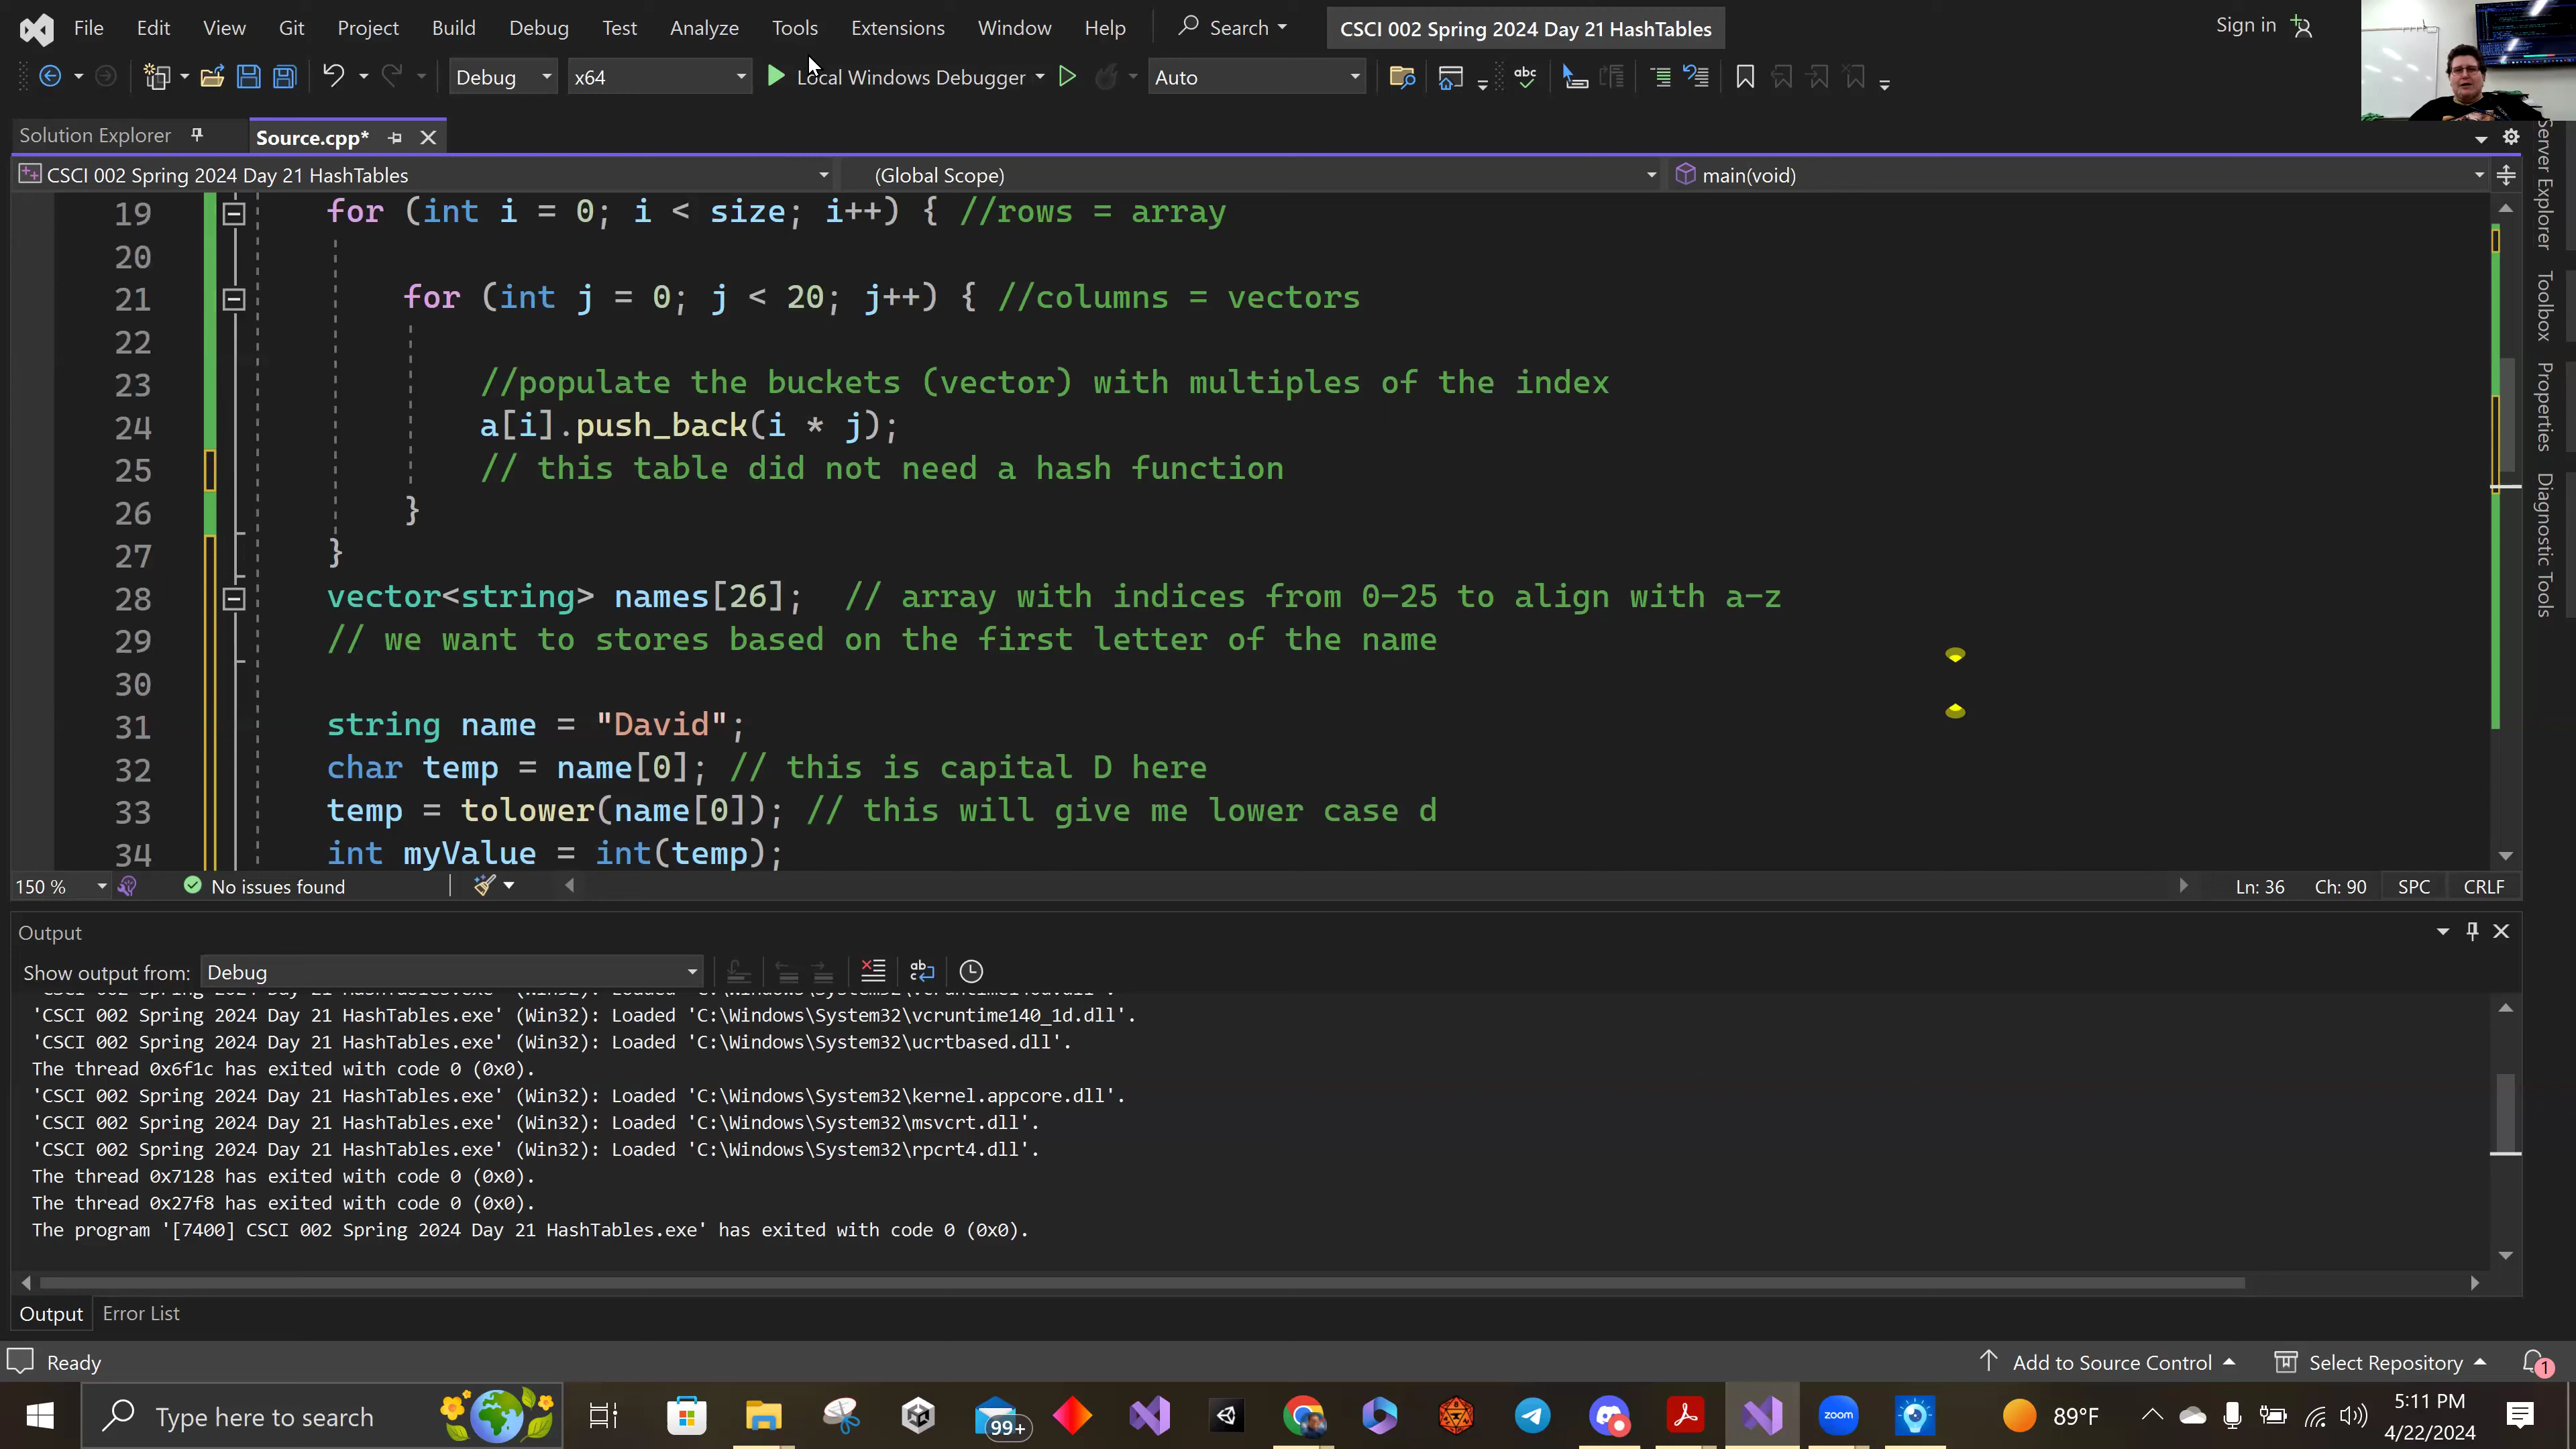 File Edit View Git Project Build Debug Test Analyze Tools Extensions Window Help Search CSCI 002 Spring 2024 Day 21 HashTables Sign in
Debug x64 Local Windows Debugger Auto
Solution Explorer Source.cpp*
CSCI 002 Spring 2024 Day 21 HashTables (Global Scope) main(void)
19 for (int i = 0; i < size; i++) { //rows = array
20
21 for (int j = 0; j < 20; j++) { //columns = vectors
22
23 //populate the buckets (vector) with multiples of the index
24 a[i].push_back(i * j);
25 // this table did not need a hash function
26 }
27 }
28 vector<string> names[26]; // array with indices from 0-25 to align with a-z
29 // we want to stores based on the first letter of the name
30
31 string name = "David";
32 char temp = name[0]; // this is capital D here
33 temp = tolower(name[0]); // this will give me lower case d
34 int myValue = int(temp);
Server Explorer
Toolbox
Properties
Diagnostic Tools
150 % No issues found Ln: 36 Ch: 90 SPC CRLF
Output
Show output from: Debug
'CSCI 002 Spring 2024 Day 21 HashTables.exe' (Win32): Loaded 'C:\Windows\System32\vcruntime140_1d.dll'.
'CSCI 002 Spring 2024 Day 21 HashTables.exe' (Win32): Loaded 'C:\Windows\System32\ucrtbased.dll'.
The thread 0x6f1c has exited with code 0 (0x0).
'CSCI 002 Spring 2024 Day 21 HashTables.exe' (Win32): Loaded 'C:\Windows\System32\kernel.appcore.dll'.
'CSCI 002 Spring 2024 Day 21 HashTables.exe' (Win32): Loaded 'C:\Windows\System32\msvcrt.dll'.
'CSCI 002 Spring 2024 Day 21 HashTables.exe' (Win32): Loaded 'C:\Windows\System32\rpcrt4.dll'.
The thread 0x7128 has exited with code 0 (0x0).
The thread 0x27f8 has exited with code 0 (0x0).
The program '[7400] CSCI 002 Spring 2024 Day 21 HashTables.exe' has exited with code 0 (0x0).
Output Error List
Ready Add to Source Control Select Repository 1
Type here to search 99+ zoom 89°F 5:11 PM
4/22/2024